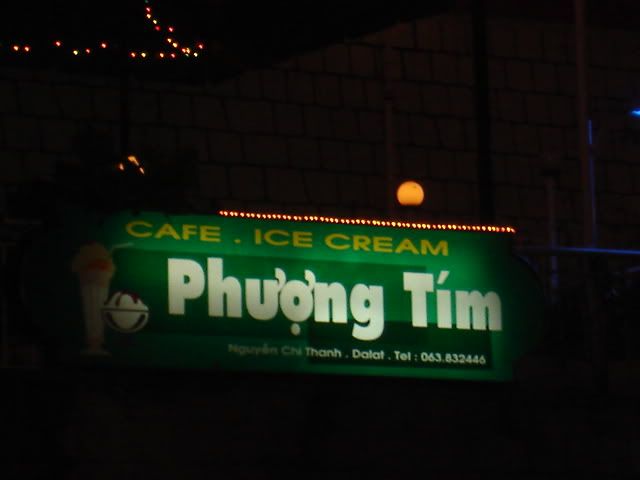 CAFE . ICE CREAM
Phượng Tím
Nguyễn Chí Thanh . Dalat . Tel : 063.832446